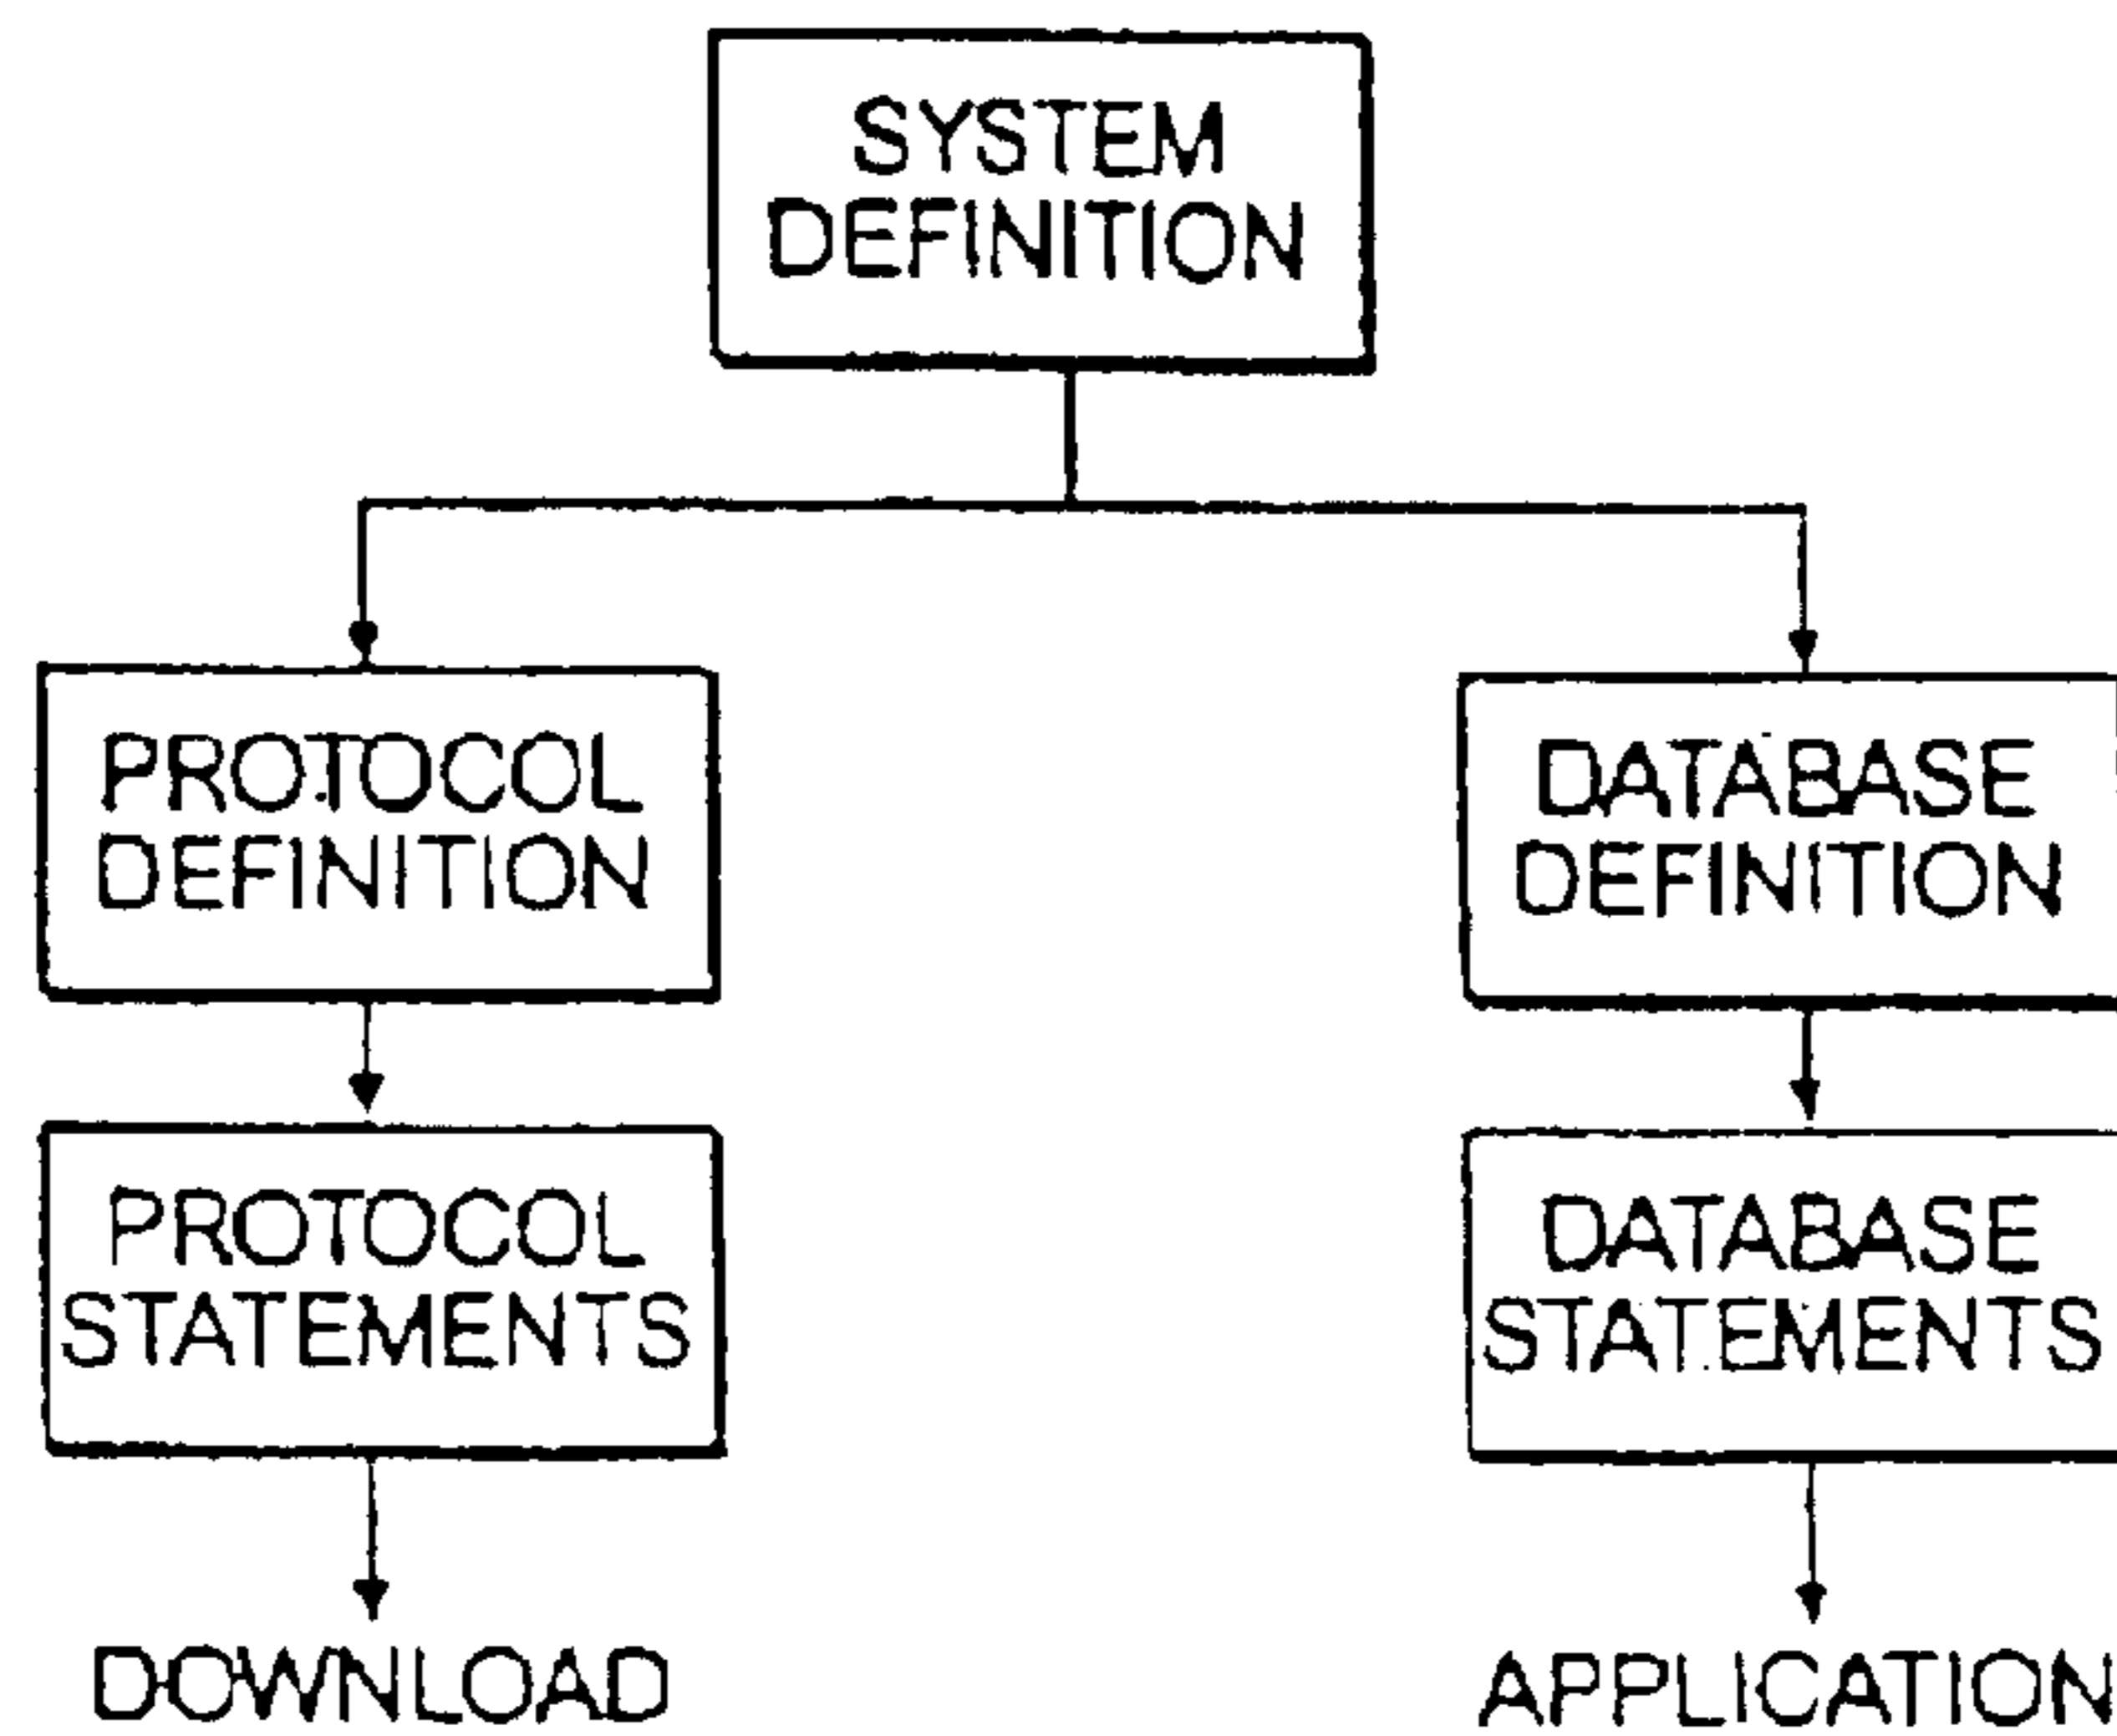 SYSTEM
DEFINITION
PROTOCOL
DEFINITION
DATABASE
DEFINITION
PROTOCOL
STATEMENTS
DATABASE
STATEMENTS
DOWNLOAD
APPLICATION